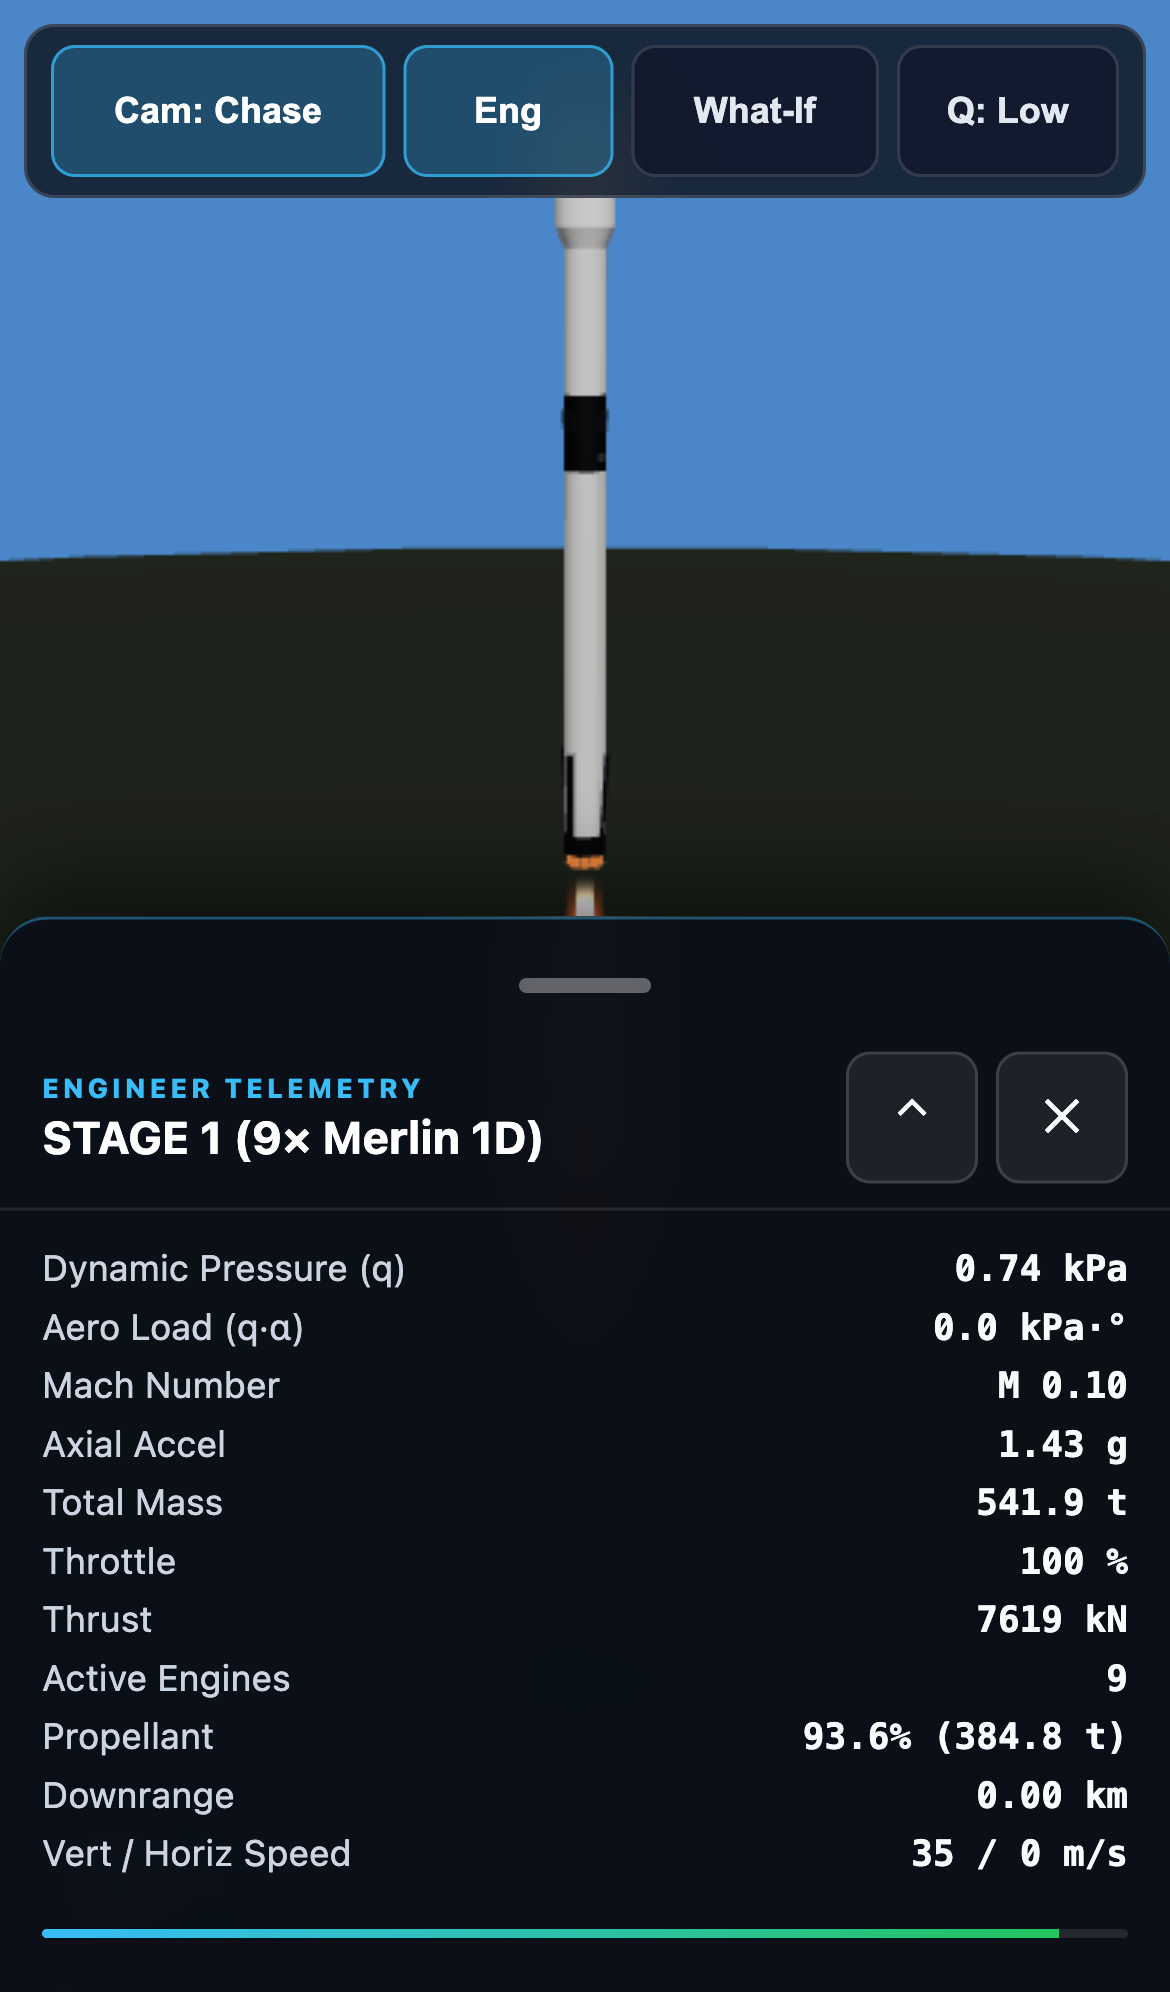 Cam: Chase Eng What-If Q: Low
ENGINEER TELEMETRY
STAGE 1 (9× Merlin 1D)
Dynamic Pressure (q) 0.74 kPa
Aero Load (q·α) 0.0 kPa·°
Mach Number M 0.10
Axial Accel 1.43 g
Total Mass 541.9 t
Throttle 100 %
Thrust 7619 kN
Active Engines 9
Propellant 93.6% (384.8 t)
Downrange 0.00 km
Vert / Horiz Speed 35 / 0 m/s